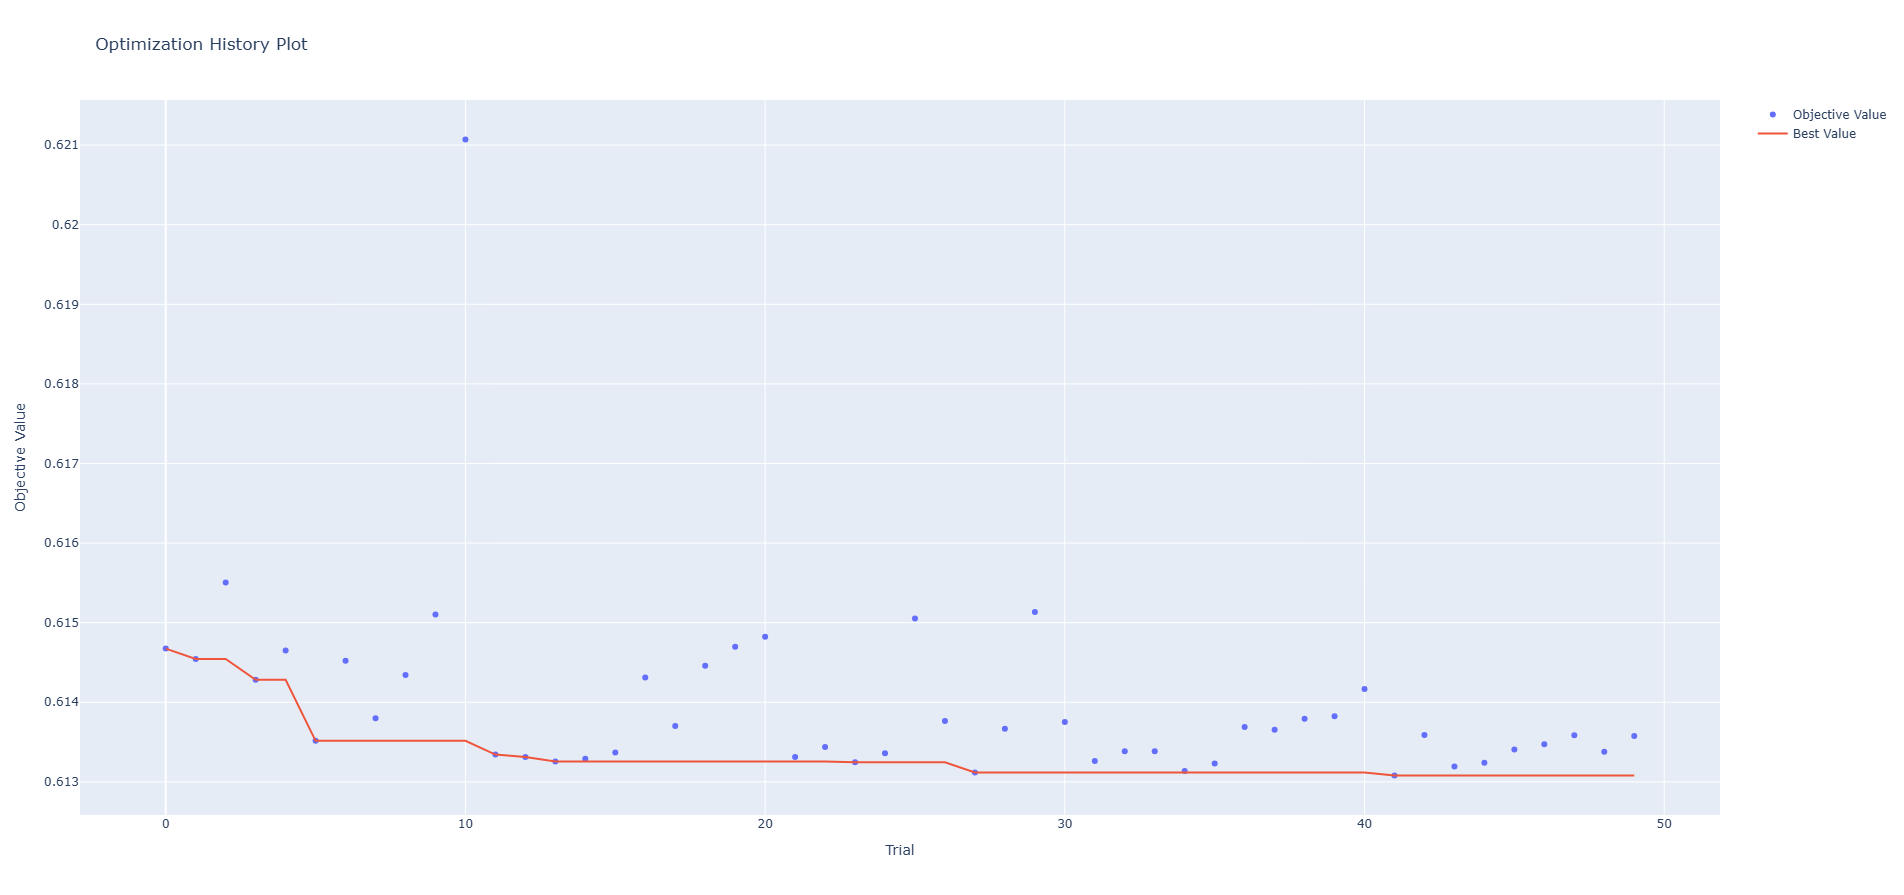 Optimization History Plot
Objective Value
Best Value
0.621
0.62
0.619
0.618
0.617
0.616
0.615
0.614
0.613
Objective Value
0 10 20 30 40 50
Trial